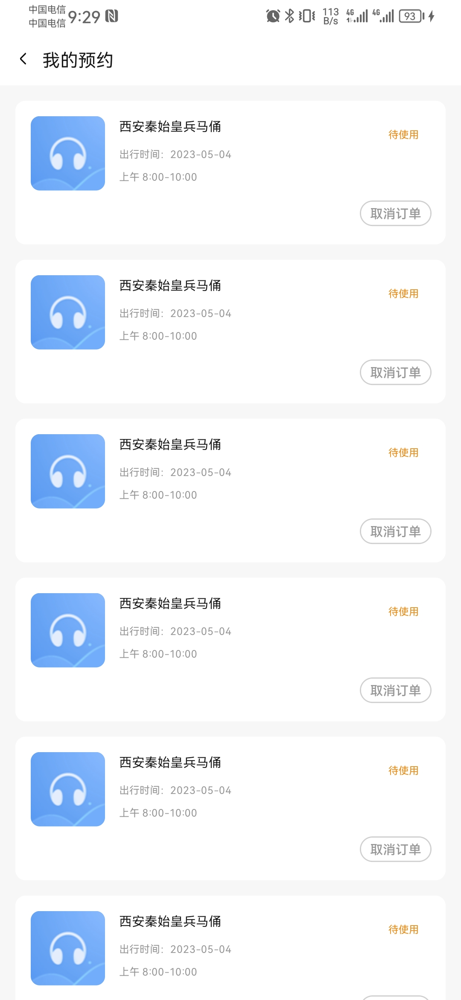 中国电信
中国电信
9:29
113
B/s
4G
4G
93
我的预约
西安秦始皇兵马俑
待使用
出行时间：2023-05-04
上午 8:00-10:00
取消订单
西安秦始皇兵马俑
待使用
出行时间：2023-05-04
上午 8:00-10:00
取消订单
西安秦始皇兵马俑
待使用
出行时间：2023-05-04
上午 8:00-10:00
取消订单
西安秦始皇兵马俑
待使用
出行时间：2023-05-04
上午 8:00-10:00
取消订单
西安秦始皇兵马俑
待使用
出行时间：2023-05-04
上午 8:00-10:00
取消订单
西安秦始皇兵马俑
待使用
出行时间：2023-05-04
上午 8:00-10:00